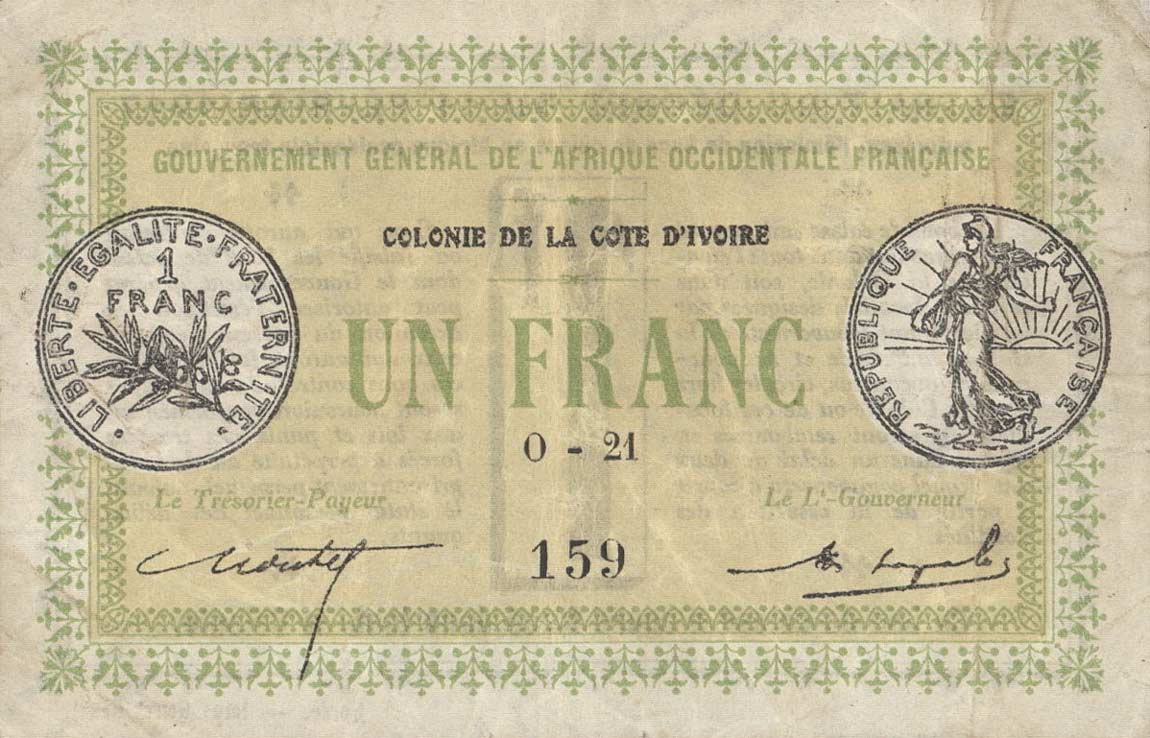 GOUVERNEMENT GÉNÉRAL DE L'AFRIQUE OCCIDENTALE FRANÇAISE
COLONIE DE LA COTE D'IVOIRE
·LIBERTE·EGALITE·FRATERNITE·
1
FRANC
REPUBLIQUE FRANÇAISE
UN FRANC
O - 21
Le Trésorier-Payeur
Le Lt-Gouverneur
159